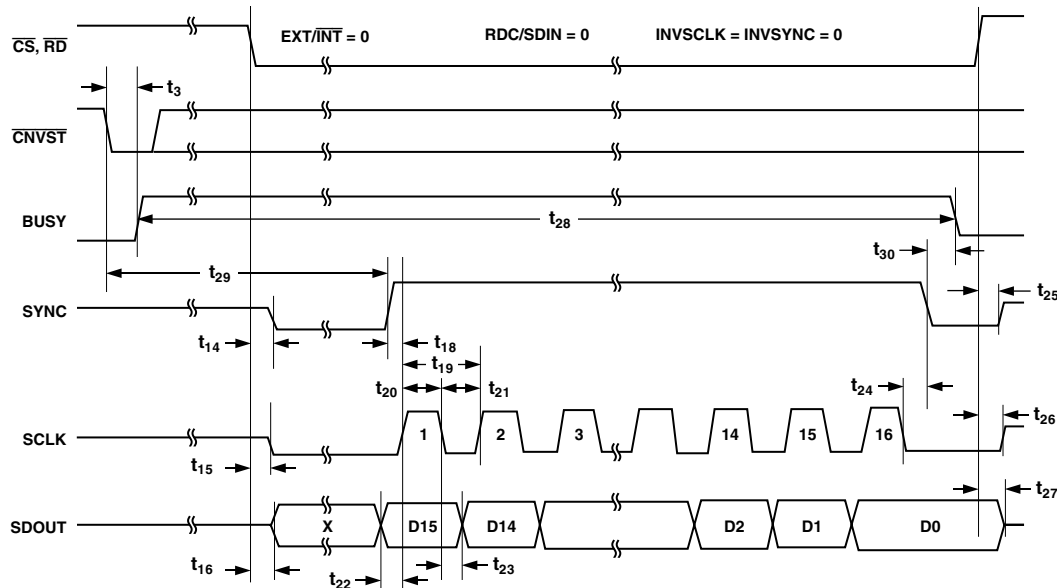 EXT/INT = 0 RDC/SDIN = 0 INVSCLK = INVSYNC = 0
CS, RD
t3
CNVST
BUSY
t28
t30
t29
t25
SYNC
t14
t18
t19
t20
t21
t24
t26
SCLK
1 2 3 14 15 16
t15
t27
SDOUT
X D15 D14 D2 D1 D0
t16
t22
t23